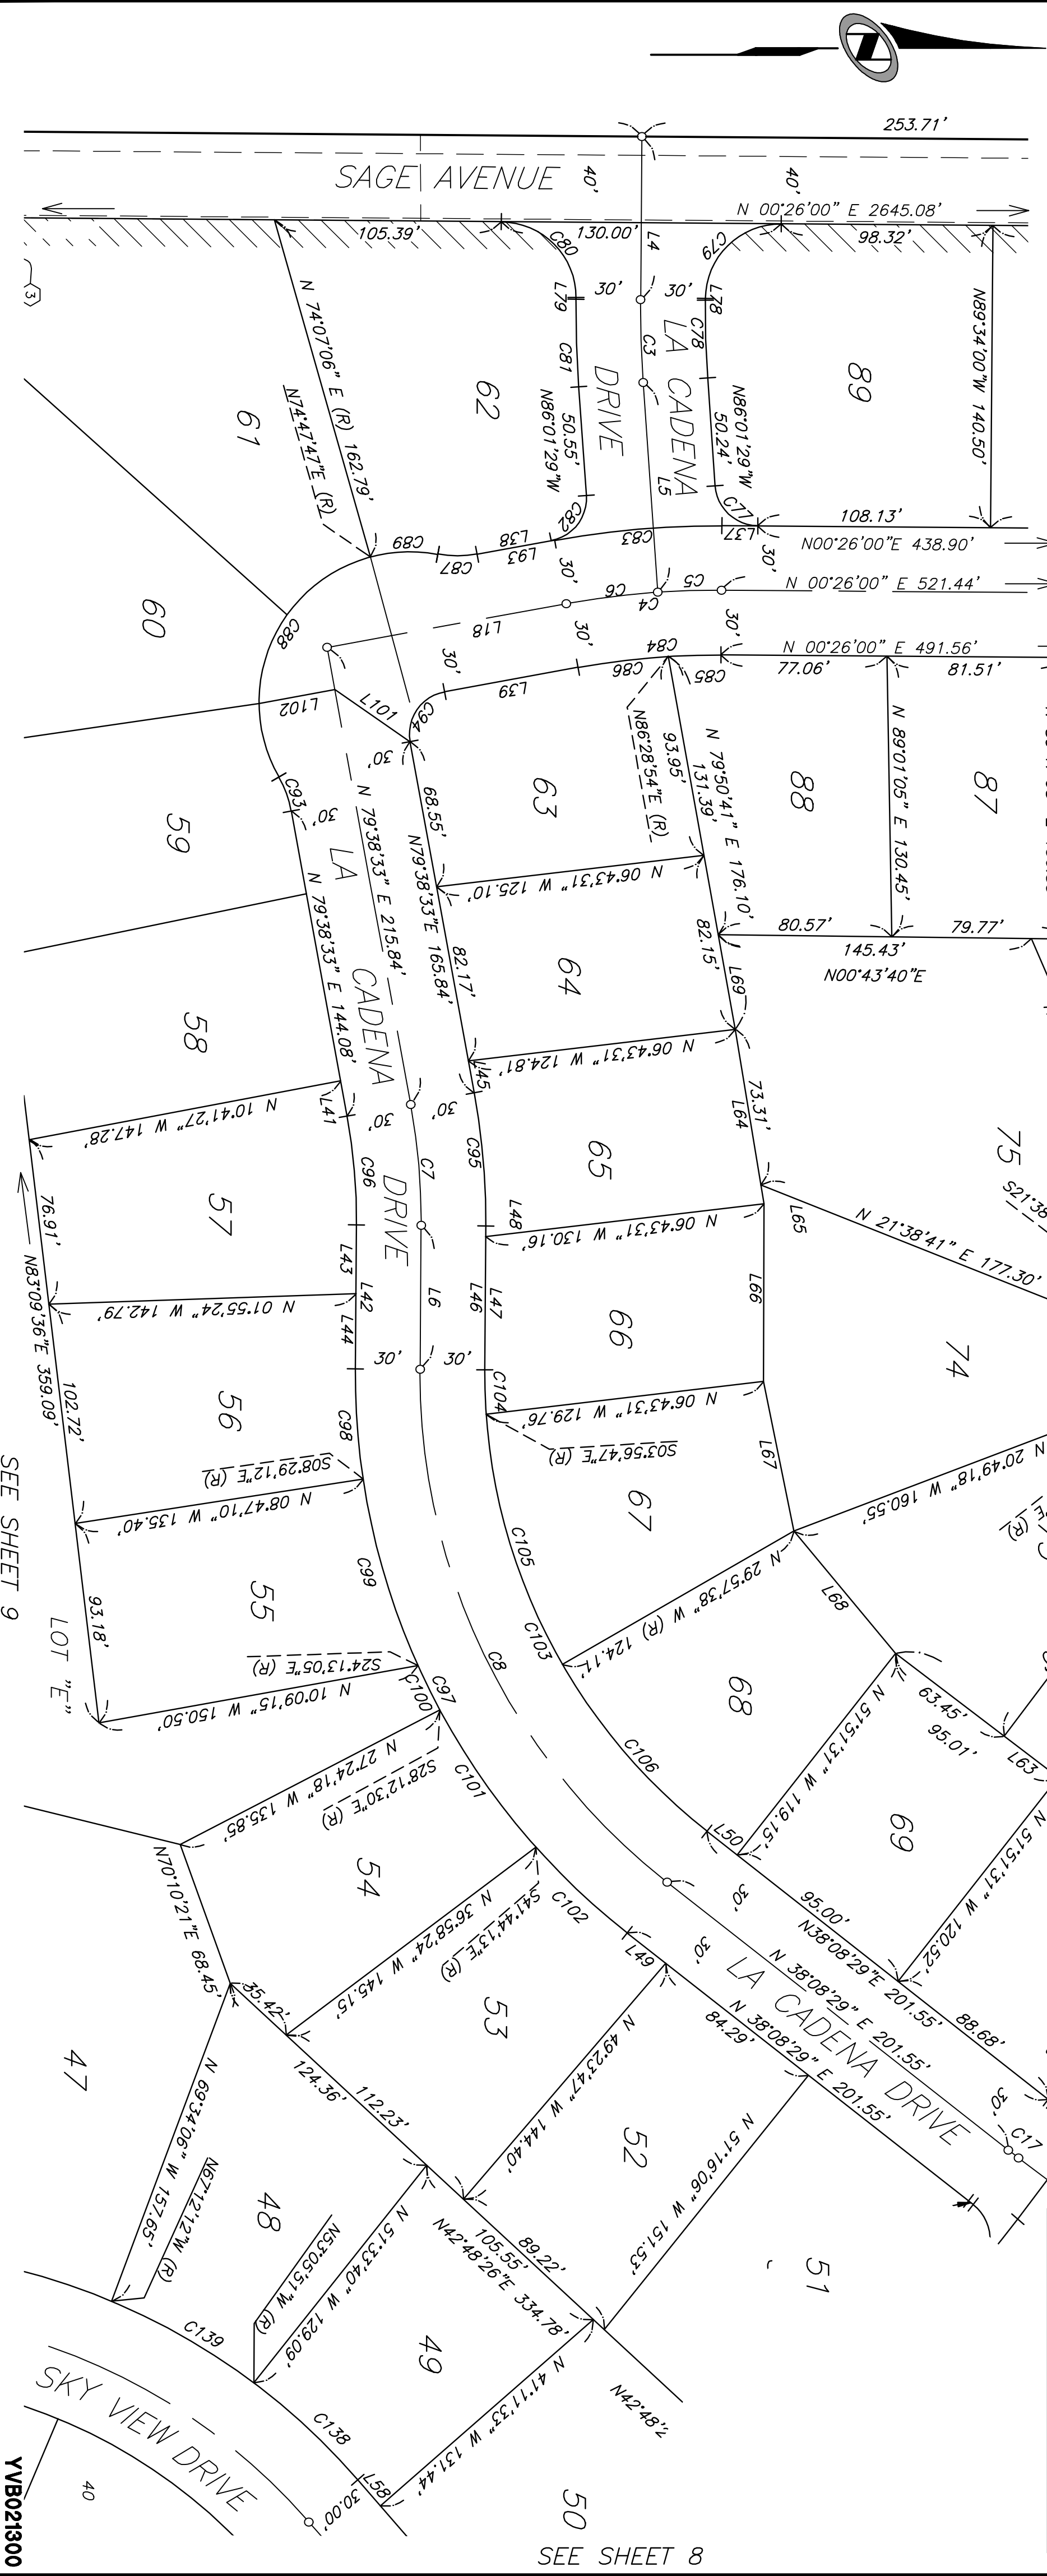 253.71'
SAGE AVENUE
40'
40'
N 00°26'00" E 2645.08'
105.39'
C80
130.00'
L4
C79
98.32'
3
L79
30'
30'
L78
N 74°07'06" E (R) 162.79'
C81
C3
C78
LA CADENA
DRIVE
N89°34'00"W 140.50'
89
62
61
N74°47'47"E (R)
N86°01'29"W
50.55'
N86°01'29"W
50.24'
L5
C82
C77
108.13'
C89
C87
L38
L93
C83
L37
N00°26'00"E 438.90'
30'
30'
C6
C4
C5
N 00°26'00" E 521.44'
60
C88
L18
30'
30'
30'
N 00°26'00" E 491.56'
C84
C86
C85
77.06'
81.51'
L39
L102
L101
C94
30'
N86°28'54"E (R)
93.95'
131.39'
N 79°50'41" E 176.10'
N 89°01'05" E 130.45'
63
88
87
C93
30'
59
LA
68.55'
N 79°38'33" E 215.84'
N79°38'33"E 165.84'
N 06°43'31" W 125.10'
N 79°38'33" E 144.08'
80.57'
79.77'
145.43'
N00°43'40"E
82.17'
82.15'
L69
64
58
CADENA
L45
N 06°43'31" W 124.81'
N 10°41'27" W 147.28'
L41
30'
30'
73.31'
L64
75
65
C96
C7
C95
DRIVE
57
76.91'
L48
N 06°43'31" W 130.16'
L65
N 21°38'41" E 177.30'
L43
L42
L44
L6
L47
L46
L66
N83°09'36"E 359.09'
N 01°55'24" W 142.79'
66
74
30'
30'
C104
N 06°43'31" W 129.76'
102.72'
56
C98
S03°56'47"E (R)
L67
S08°29'12"E (R)
N 08°47'10" W 135.40'
67
N 20°49'18" W 160.55'
SEE SHEET 9
C99
C105
N 29°57'38" W (R) 124.11'
L68
93.18'
55
LOT "E"
S24°13'05"E (R)
N 10°09'15" W 150.50'
C97
C100
C8
C103
68
63.45'
95.01'
L63
N 27°24'18" W 135.85'
S28°12'30"E (R)
C101
C106
N 51°51'31" W 119.15'
L50
69
N 51°51'31" W 120.52'
54
N70°10'21"E 68.45'
N 36°58'24" W 145.15'
S41°44'13"E (R)
C102
30'
95.00'
N38°08'29"E 201.55'
L49
30'
LA CADENA DRIVE
N 38°08'29" E 201.55'
N 38°08'29" E 201.55'
84.29'
88.68'
35.42'
53
47
124.36'
112.23'
N 49°23'47" W 144.40'
30'
C17
N 69°34'06" W 157.65'
N67°12'12"W (R)
52
N 51°16'06" W 151.53'
48
N53°05'51"W (R)
N 51°33'40" W 129.09'
89.22'
105.55'
N42°48'26"E 334.78'
51
C139
49
N 41°11'33" W 131.44'
N42°48'2
SKY VIEW DRIVE
C138
L58
30.00'
40
50
SEE SHEET 8
YVB021300